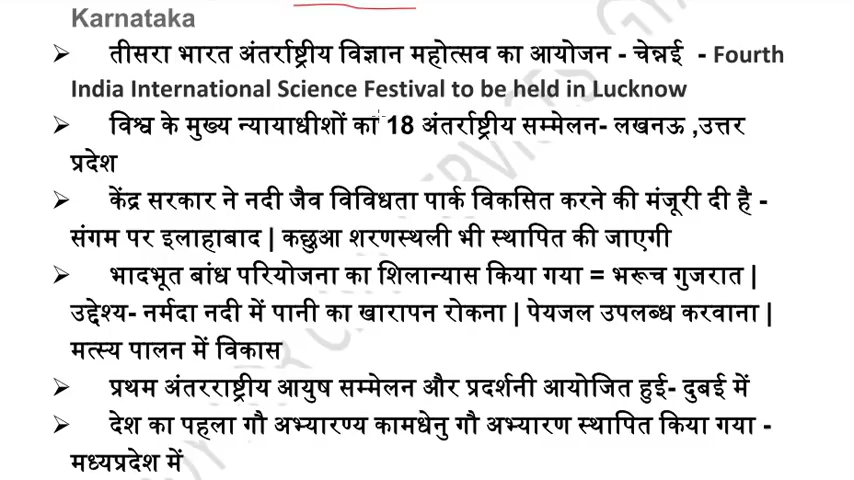 Karnataka
➢ तीसरा भारत अंतर्राष्ट्रीय विज्ञान महोत्सव का आयोजन - चेन्नई - Fourth
India International Science Festival to be held in Lucknow
➢ विश्व के मुख्य न्यायाधीशों का 18 अंतर्राष्ट्रीय सम्मेलन- लखनऊ ,उत्तर
प्रदेश
➢ केंद्र सरकार ने नदी जैव विविधता पार्क विकसित करने की मंजूरी दी है -
संगम पर इलाहाबाद | कछुआ शरणस्थली भी स्थापित की जाएगी
➢ भादभूत बांध परियोजना का शिलान्यास किया गया = भरूच गुजरात |
उद्देश्य- नर्मदा नदी में पानी का खारापन रोकना | पेयजल उपलब्ध करवाना |
मत्स्य पालन में विकास
➢ प्रथम अंतरराष्ट्रीय आयुष सम्मेलन और प्रदर्शनी आयोजित हुई- दुबई में
➢ देश का पहला गौ अभ्यारण्य कामधेनु गौ अभ्यारण स्थापित किया गया -
मध्यप्रदेश में